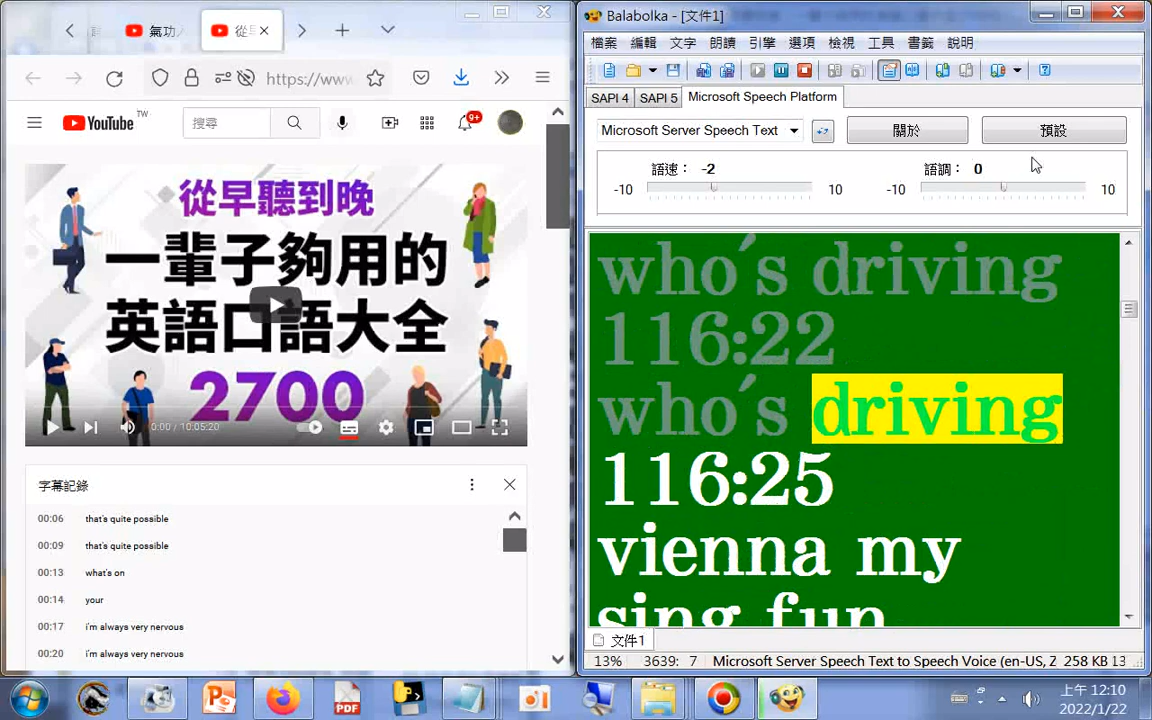 氣功
從
https://www
YouTube TW
搜尋
9+
從早聽到晚
一輩子夠用的
英語口語大全
2700
0:00 / 10:05:20
字幕記錄
00:06 that's quite possible
00:09 that's quite possible
00:13 what's on
00:14 your
00:17 i'm always very nervous
00:20 i'm always very nervous
Balabolka - [文件1]
檔案 編輯 文字 朗讀 引擎 選項 檢視 工具 書籤 說明
SAPI 4 SAPI 5 Microsoft Speech Platform
Microsoft Server Speech Text 關於 預設
語速： -2 語調： 0
-10 10 -10 10
who´s driving
116:22
who´s driving
116:25
vienna my
sing fun
文件1
13% 3639: 7 Microsoft Server Speech Text to Speech Voice (en-US, Z 258 KB 13
PDF
上午 12:10
2022/1/22